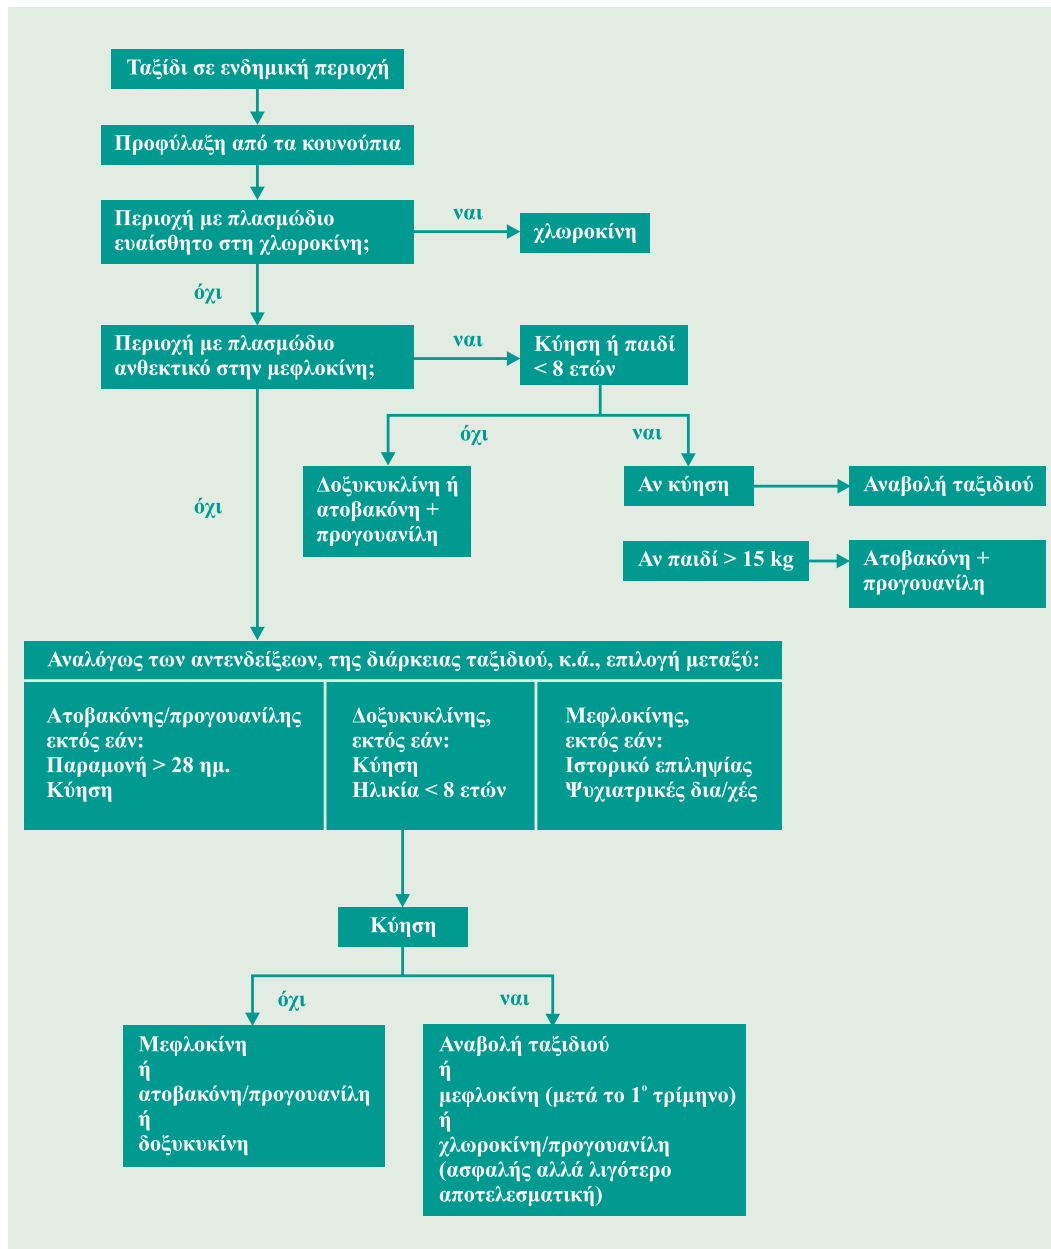 Ταξίδι σε ενδημική περιοχή
Προφύλαξη από τα κουνούπια
Περιοχή με πλασμώδιο
ευαίσθητο στη χλωροκίνη;
ναι
χλωροκίνη
όχι
Περιοχή με πλασμώδιο
ανθεκτικό στην μεφλοκίνη;
ναι
Κύηση ή παιδί
< 8 ετών
όχι
ναι
Δοξυκυκλίνη ή
ατοβακόνη +
προγουανίλη
Αν κύηση
Αναβολή ταξιδιού
Αν παιδί > 15 kg
Ατοβακόνη +
προγουανίλη
όχι
Αναλόγως των αντενδείξεων, της διάρκειας ταξιδιού, κ.ά., επιλογή μεταξύ:
Ατοβακόνης/προγουανίλης
εκτός εάν:
Παραμονή > 28 ημ.
Κύηση
Δοξυκυκλίνης,
εκτός εάν:
Κύηση
Ηλικία < 8 ετών
Μεφλοκίνης,
εκτός εάν:
Ιστορικό επιληψίας
Ψυχιατρικές δια/χές
Κύηση
όχι
ναι
Μεφλοκίνη
ή
ατοβακόνη/προγουανίλη
ή
δοξυκυκίνη
Αναβολή ταξιδιού
ή
μεφλοκίνη (μετά το 1º τρίμηνο)
ή
χλωροκίνη/προγουανίλη
(ασφαλής αλλά λιγότερο
αποτελεσματική)